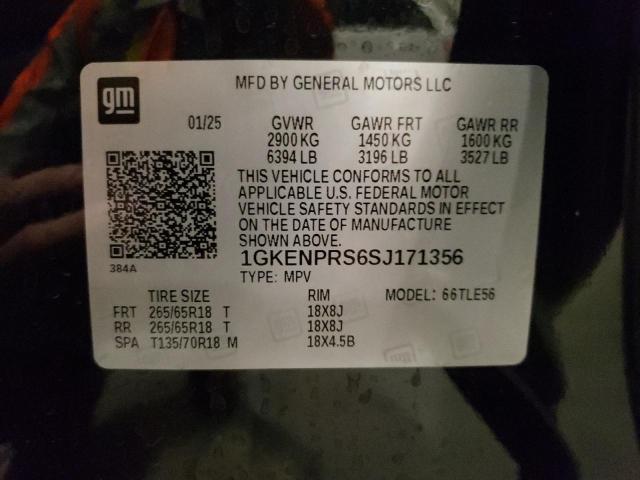 gm
MFD BY GENERAL MOTORS LLC
01/25 GVWR GAWR FRT GAWR RR
2900 KG 1450 KG 1600 KG
6394 LB 3196 LB 3527 LB
THIS VEHICLE CONFORMS TO ALL
APPLICABLE U.S. FEDERAL MOTOR
VEHICLE SAFETY STANDARDS IN EFFECT
ON THE DATE OF MANUFACTURE
SHOWN ABOVE.
384A
1GKENPRS6SJ171356
TYPE: MPV
TIRE SIZE RIM MODEL: 66TLE56
FRT 265/65R18 T 18X8J
RR 265/65R18 T 18X8J
SPA T135/70R18 M 18X4.5B